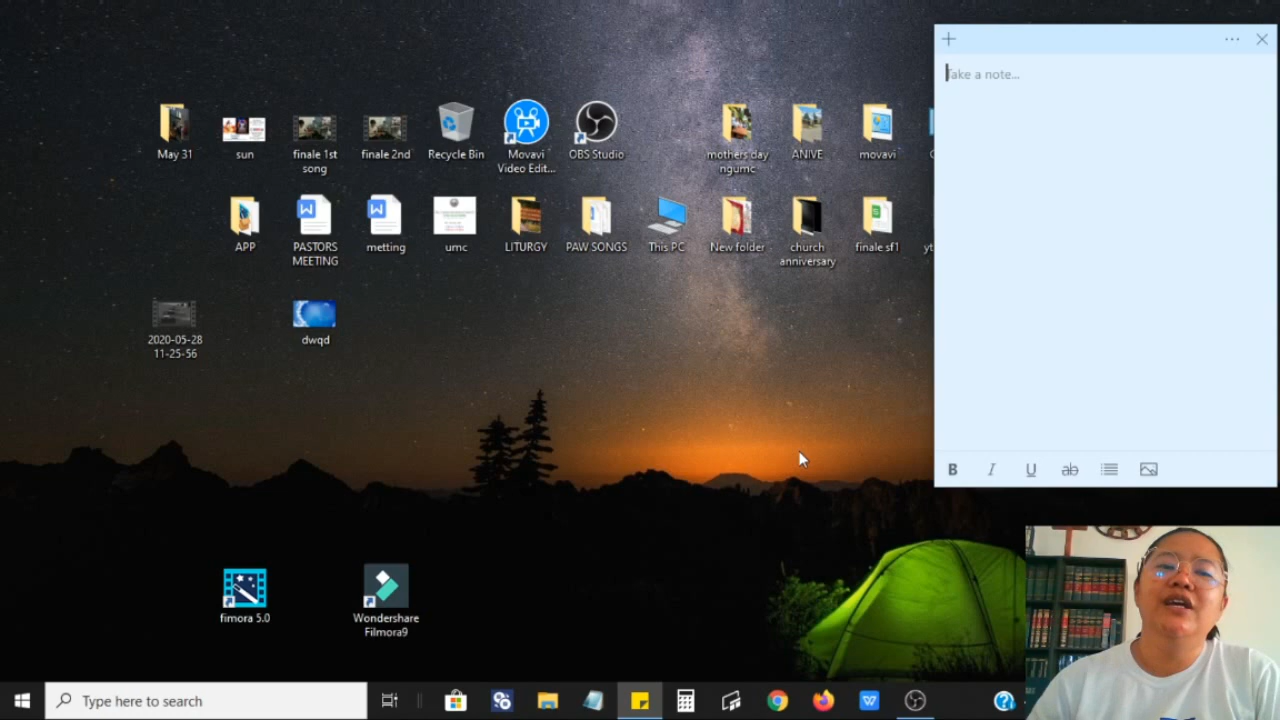 Take a note...
May 31
sun
finale 1st
song
finale 2nd
Recycle Bin
Movavi
Video Edit...
OBS Studio
mothers day
ngumc
ANIVE
movavi
APP
PASTORS
MEETING
metting
umc
LITURGY
PAW SONGS
This PC
New folder
church
anniversary
finale sf1
yt
2020-05-28
11-25-56
dwqd
B I U ab
fimora 5.0
Wondershare
Filmora9
Type here to search